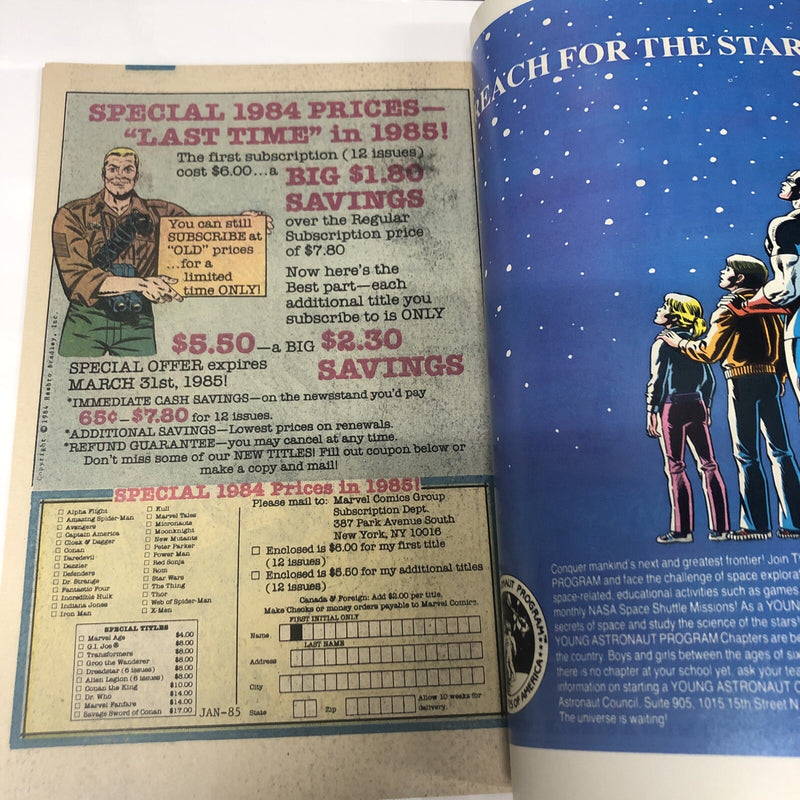 SPECIAL 1984 PRICES—
"LAST TIME" in 1985!
The first subscription (12 issues)
cost $6.00...a BIG $1.80
SAVINGS
over the Regular
Subscription price
of $7.80
You can still
SUBSCRIBE at
"OLD" prices
...for a
limited
time ONLY!
Now here's the
Best part—each
additional title you
subscribe to is ONLY
$5.50—a BIG $2.30
SAVINGS
SPECIAL OFFER expires
MARCH 31st, 1985!
*IMMEDIATE CASH SAVINGS—on the newsstand you'd pay
65¢—$7.80 for 12 issues.
*ADDITIONAL SAVINGS—Lowest prices on renewals.
*REFUND GUARANTEE—you may cancel at any time.
Don't miss some of our NEW TITLES! Fill out coupon below or
make a copy and mail!
Copyright ©1984 Hasbro Bradley, Inc.
SPECIAL 1984 Prices in 1985!
Alpha Flight
Amazing Spider-Man
Avengers
Captain America
Cloak & Dagger
Conan
Daredevil
Dazzler
Defenders
Dr. Strange
Fantastic Four
Incredible Hulk
Indiana Jones
Iron Man
Kull
Marvel Tales
Micronauts
Moonknight
New Mutants
Peter Parker
Power Man
Red Sonja
Rom
Star Wars
The Thing
Thor
Web of Spider-Man
X-Men
SPECIAL TITLES
Marvel Age $4.00
G.I. Joe® $8.00
Transformers $8.00
Groo the Wanderer $8.00
Dreadstar (6 issues) $8.00
Alien Legion (6 issues) $8.00
Conan the King $10.00
Dr. Who $14.00
Marvel Fanfare $14.00
Savage Sword of Conan $17.00
JAN-85
Please mail to: Marvel Comics Group
Subscription Dept.
387 Park Avenue South
New York, NY 10016
Enclosed is $6.00 for my first title
(12 issues)
Enclosed is $5.50 for my additional titles
(12 issues)
Canada & Foreign: Add $2.00 per title.
Make Checks or money orders payable to Marvel Comics.
FIRST INITIAL ONLY
Name
LAST NAME
Address
City
State
Zip
Allow 10 weeks for
delivery.
REACH FOR THE STAR
Conquer mankind's next and greatest frontier! Join
PROGRAM and face the challenge of space
space-related, educational activities such as games,
monthly NASA Space Shuttle Missions! As a YOUNG
secrets of space and study the science of the stars!
YOUNG ASTRONAUT PROGRAM Chapters are
the country. Boys and girls between the ages of
there is no chapter at your school yet, ask your
information on starting a YOUNG ASTRONAUT
Astronaut Council, Suite 905, 1015 15th Street N
The universe is waiting!
PROGRAM
OF AMERICA